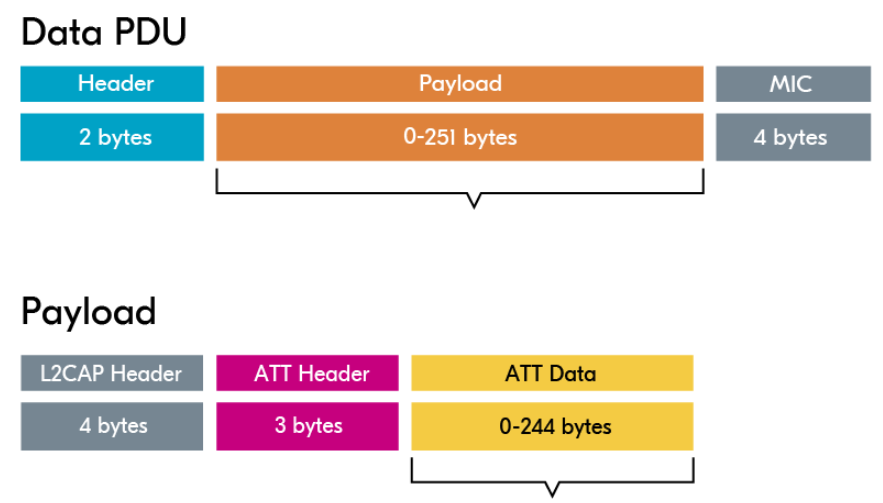 Data PDU
Header Payload MIC
2 bytes 0-251 bytes 4 bytes
Payload
L2CAP Header ATT Header ATT Data
4 bytes 3 bytes 0-244 bytes